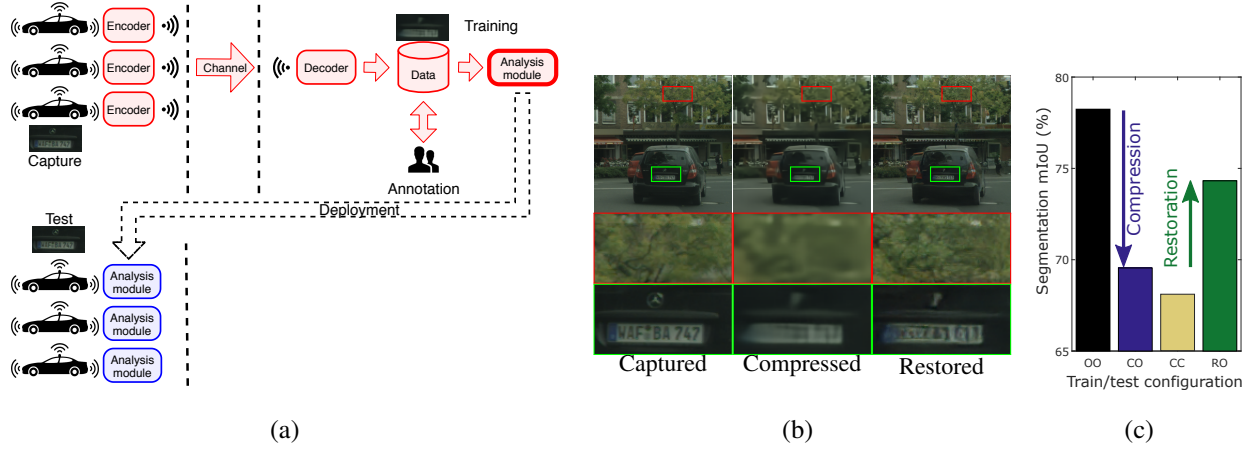 Encoder
Encoder
Encoder
Capture
Channel
Decoder
Data
Training
Analysis
module
Annotation
Deployment
Test
Analysis
module
Analysis
module
Analysis
module
(a)
WAF BA 747
Captured
Compressed
Restored
(b)
Segmentation mIoU (%)
80
75
70
65
Compression
Restoration
OO
CO
CC
RO
Train/test configuration
(c)